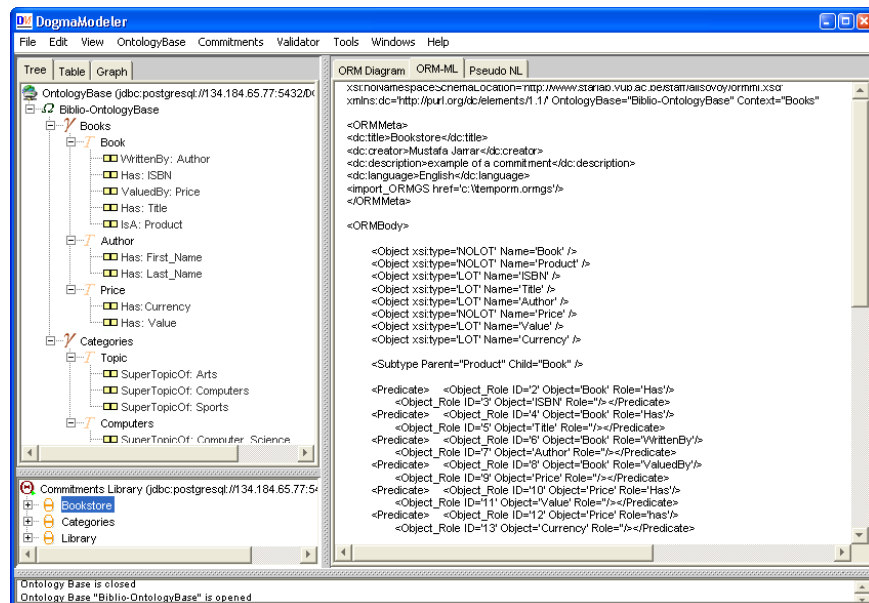 DogmaModeler
File Edit View OntologyBase Commitments Validator Tools Windows Help
Tree Table Graph
OntologyBase (jdbc:postgresql://134.184.65.77:5432/D
Ω Biblio-OntologyBase
γ Books
T Book
WrittenBy: Author
Has: ISBN
ValuedBy: Price
Has: Title
IsA: Product
T Author
Has: First_Name
Has: Last_Name
T Price
Has:Currency
Has: Value
γ Categories
T Topic
SuperTopicOf: Arts
SuperTopicOf: Computers
SuperTopicOf: Sports
T Computers
SuperTopicOf: Computer_Science
Commitments Library (jdbc:postgresql://134.184.65.77:54
Bookstore
Categories
Library
ORM Diagram ORM-ML Pseudo NL
xmlns:dc='http://purl.org/dc/elements/1.1/' OntologyBase="Biblio-OntologyBase" Context="Books"
<ORMMeta>
<dc:title>Bookstore</dc:title>
<dc:creator>Mustafa Jarrar</dc:creator>
<dc:description>example of a commitment</dc:description>
<dc:language>English</dc:language>
<import_ORMGS href='c:\\temporm.ormgs'/>
</ORMMeta>
<ORMBody>
<Object xsi:type='NOLOT' Name='Book' />
<Object xsi:type='NOLOT' Name='Product' />
<Object xsi:type='LOT' Name='ISBN' />
<Object xsi:type='LOT' Name='Title' />
<Object xsi:type='LOT' Name='Author' />
<Object xsi:type='NOLOT' Name='Price' />
<Object xsi:type='LOT' Name='Value' />
<Object xsi:type='LOT' Name='Currency' />
<Subtype Parent="Product" Child="Book" />
<Predicate> <Object_Role ID='2' Object='Book' Role='Has'/>
<Object_Role ID='3' Object='ISBN' Role=''/></Predicate>
<Predicate> <Object_Role ID='4' Object='Book' Role='Has'/>
<Object_Role ID='5' Object='Title' Role=''/></Predicate>
<Predicate> <Object_Role ID='6' Object='Book' Role='WrittenBy'/>
<Object_Role ID='7' Object='Author' Role=''/></Predicate>
<Predicate> <Object_Role ID='8' Object='Book' Role='ValuedBy'/>
<Object_Role ID='9' Object='Price' Role=''/></Predicate>
<Predicate> <Object_Role ID='10' Object='Price' Role='Has'/>
<Object_Role ID='11' Object='Value' Role=''/></Predicate>
<Predicate> <Object_Role ID='12' Object='Price' Role='has'/>
<Object_Role ID='13' Object='Currency' Role=''/></Predicate>
Ontology Base is closed
Ontology Base "Biblio-OntologyBase" is opened